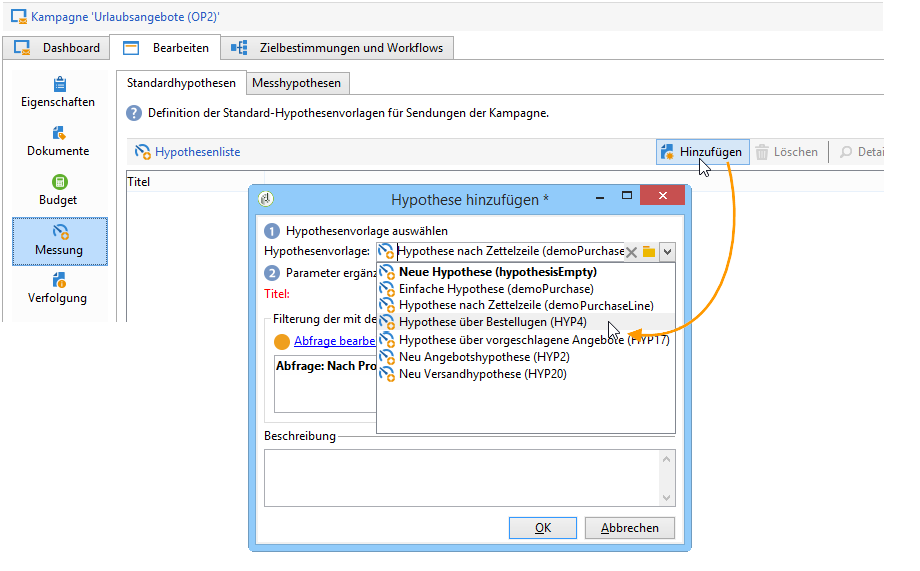 Kampagne 'Urlaubsangebote (OP2)'
Dashboard Bearbeiten Zielbestimmungen und Workflows
Eigenschaften
Dokumente
Budget
Messung
Verfolgung
Standardhypothesen Messhypothesen
? Definition der Standard-Hypothesenvorlagen für Sendungen der Kampagne.
Hypothesenliste Hinzufügen Löschen Detai
Titel
Hypothese hinzufügen *
1 Hypothesenvorlage auswählen
Hypothesenvorlage: Hypothese nach Zettelzeile (demoPurchase
2 Parameter ergänz
Titel:
Filterung der mit de
Abfrage bearbe
Abfrage: Nach Pro
Neue Hypothese (hypothesisEmpty)
Einfache Hypothese (demoPurchase)
Hypothese nach Zettelzeile (demoPurchaseLine)
Hypothese über Bestellugen (HYP4)
Hypothese über vorgeschlagene Angebote (HYP17)
Neu Angebotshypothese (HYP2)
Neu Versandhypothese (HYP20)
Beschreibung
OK Abbrechen